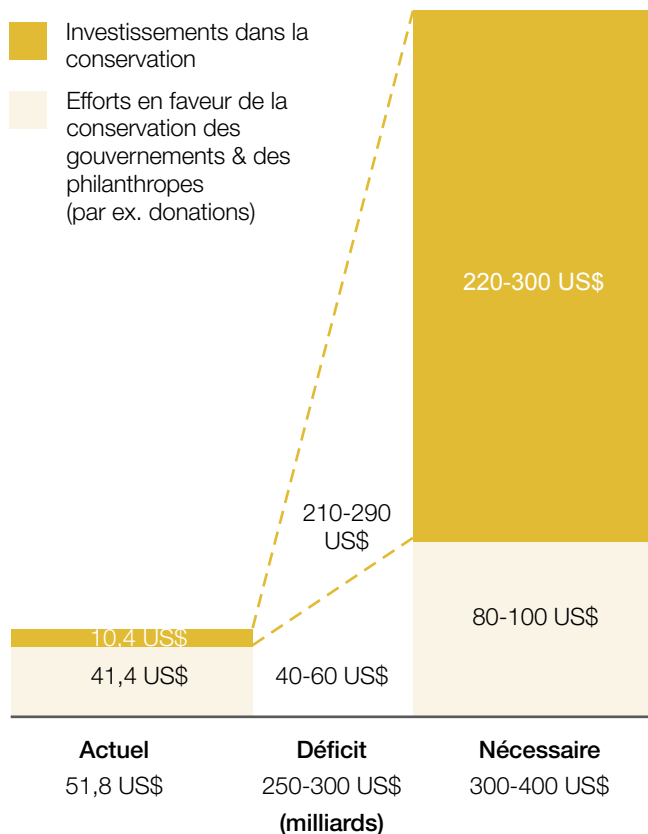 Investissements dans la
conservation
Efforts en faveur de la
conservation des
gouvernements & des
philanthropes
(par ex. donations)
220-300 US$
210-290
US$
10,4 US$
41,4 US$
40-60 US$
80-100 US$
Actuel
51,8 US$
Déficit
250-300 US$
(milliards)
Nécessaire
300-400 US$